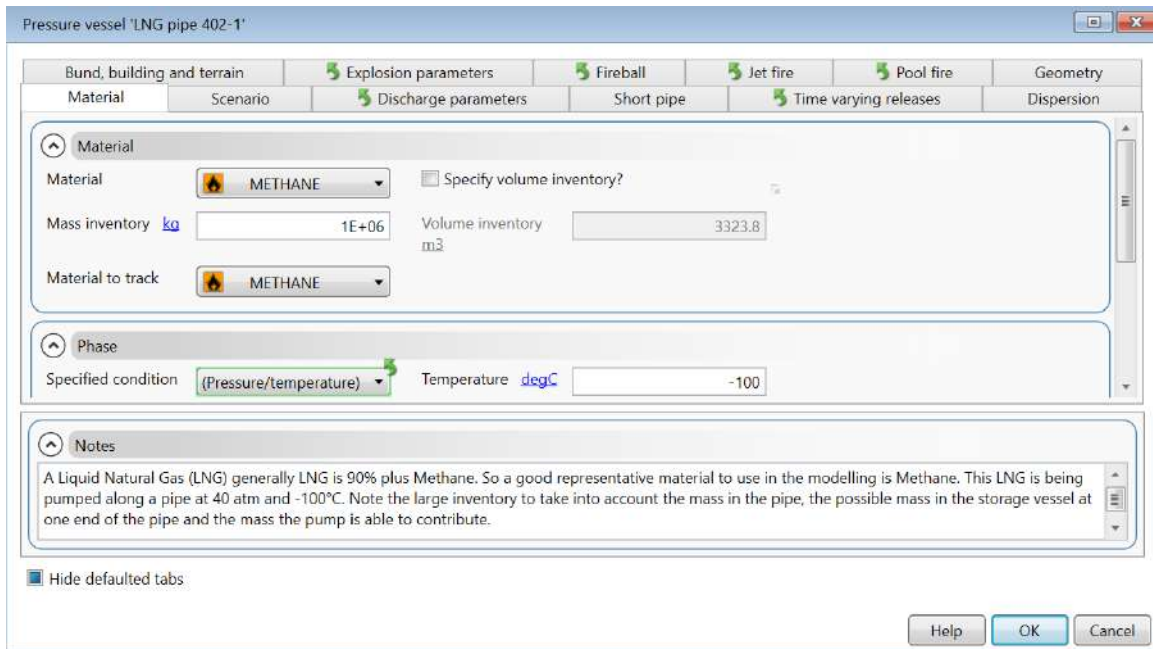 Pressure vessel 'LNG pipe 402-1'
Bund, building and terrain Explosion parameters Fireball Jet fire Pool fire Geometry
Material Scenario Discharge parameters Short pipe Time varying releases Dispersion
Material
Material METHANE Specify volume inventory?
Mass inventory kg 1E+06 Volume inventory 3323.8
m3
Material to track METHANE
Phase
Specified condition (Pressure/temperature) Temperature degC -100
Notes
A Liquid Natural Gas (LNG) generally LNG is 90% plus Methane. So a good representative material to use in the modelling is Methane. This LNG is being
pumped along a pipe at 40 atm and -100°C. Note the large inventory to take into account the mass in the pipe, the possible mass in the storage vessel at
one end of the pipe and the mass the pump is able to contribute.
Hide defaulted tabs
Help OK Cancel